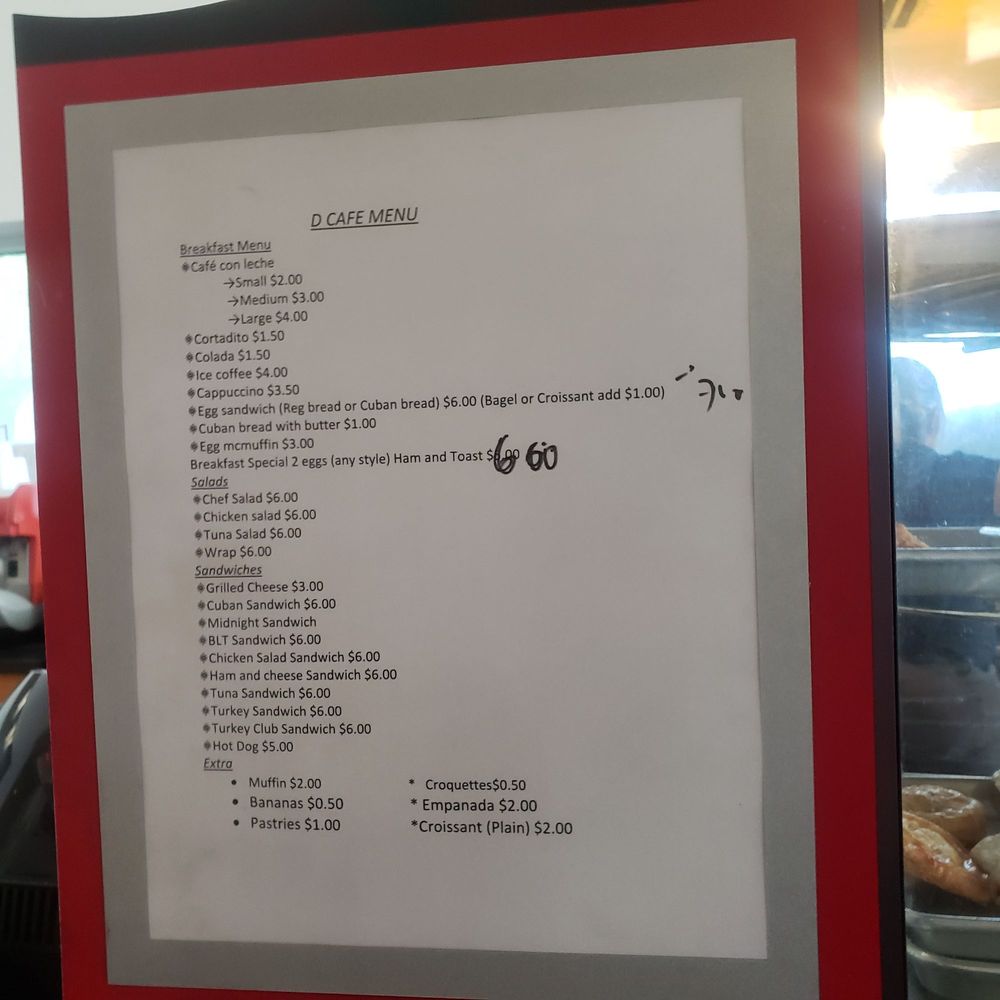 D CAFE MENU
Breakfast Menu
Café con leche
→Small $2.00
→Medium $3.00
→Large $4.00
Cortadito $1.50
Colada $1.50
Ice coffee $4.00
Cappuccino $3.50
Egg sandwich (Reg bread or Cuban bread) $6.00 (Bagel or Croissant add $1.00)
Cuban bread with butter $1.00
Egg mcmuffin $3.00
Breakfast Special 2 eggs (any style) Ham and Toast $6 00
Salads
Chef Salad $6.00
Chicken salad $6.00
Tuna Salad $6.00
Wrap $6.00
Sandwiches
Grilled Cheese $3.00
Cuban Sandwich $6.00
Midnight Sandwich
BLT Sandwich $6.00
Chicken Salad Sandwich $6.00
Ham and cheese Sandwich $6.00
Tuna Sandwich $6.00
Turkey Sandwich $6.00
Turkey Club Sandwich $6.00
Hot Dog $5.00
Extra
• Muffin $2.00 * Croquettes$0.50
• Bananas $0.50 * Empanada $2.00
• Pastries $1.00 *Croissant (Plain) $2.00